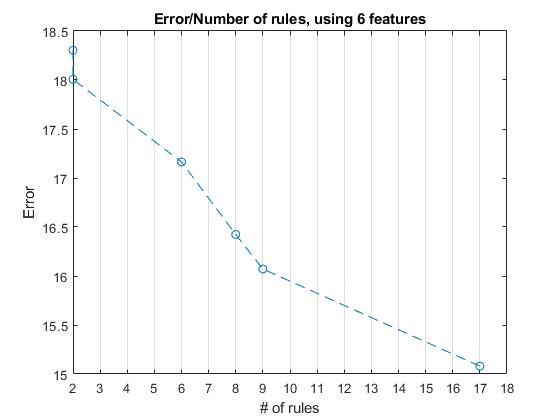 Error/Number of rules, using 6 features
18.5
18
17.5
17
16.5
16
15.5
15
Error
2 3 4 5 6 7 8 9 10 11 12 13 14 15 16 17 18
# of rules